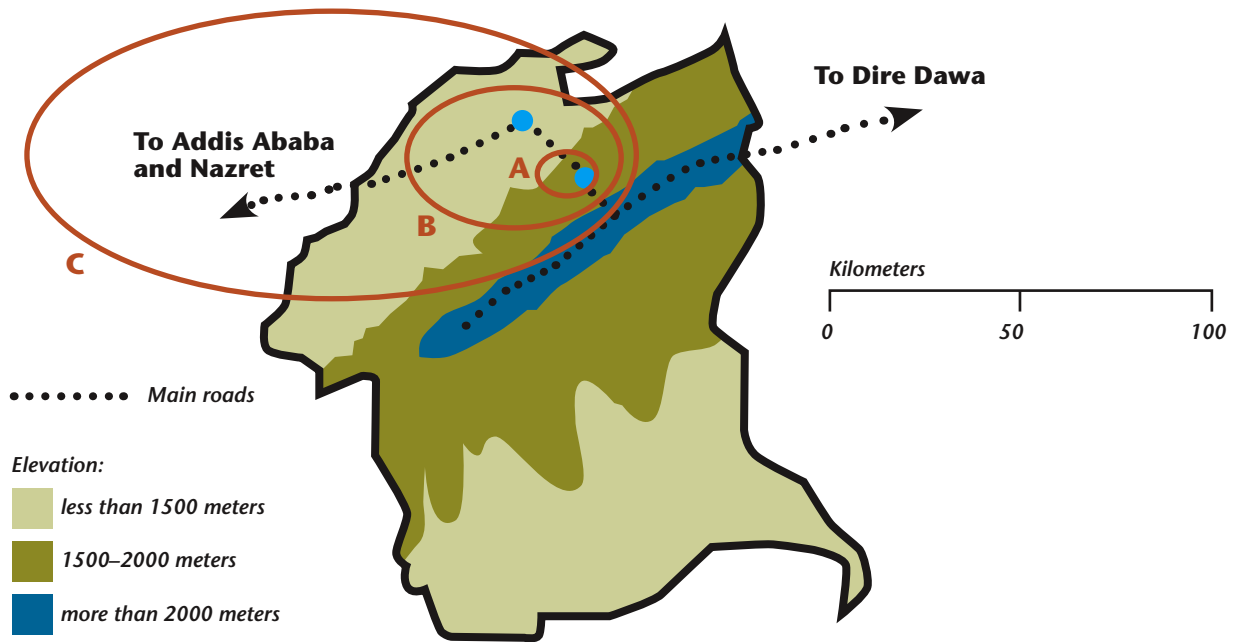 To Dire Dawa
To Addis Ababa
and Nazret
A
B
C
Kilometers
0 50 100
Main roads
Elevation:
less than 1500 meters
1500–2000 meters
more than 2000 meters